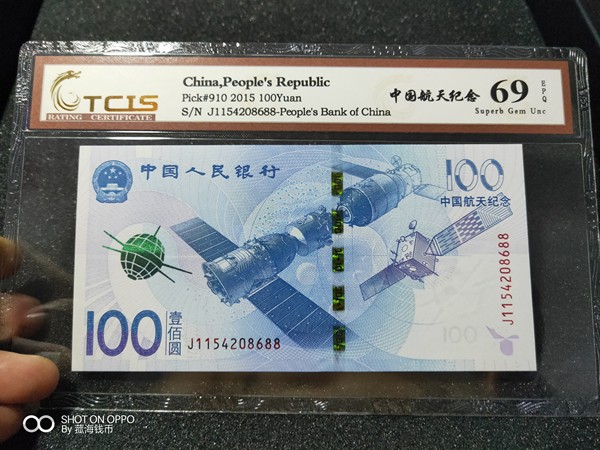 TCIS
RATING CERTIFICATE
China,People's Republic
Pick#910 2015 100Yuan
S/N J1154208688-People's Bank of China
中国航天纪念
69
EPQ
Superb Gem Unc
中国人民银行
100
中国航天纪念
J1154208688
100
壹佰圆
J1154208688
100
SHOT ON OPPO
By 蓝海钱币